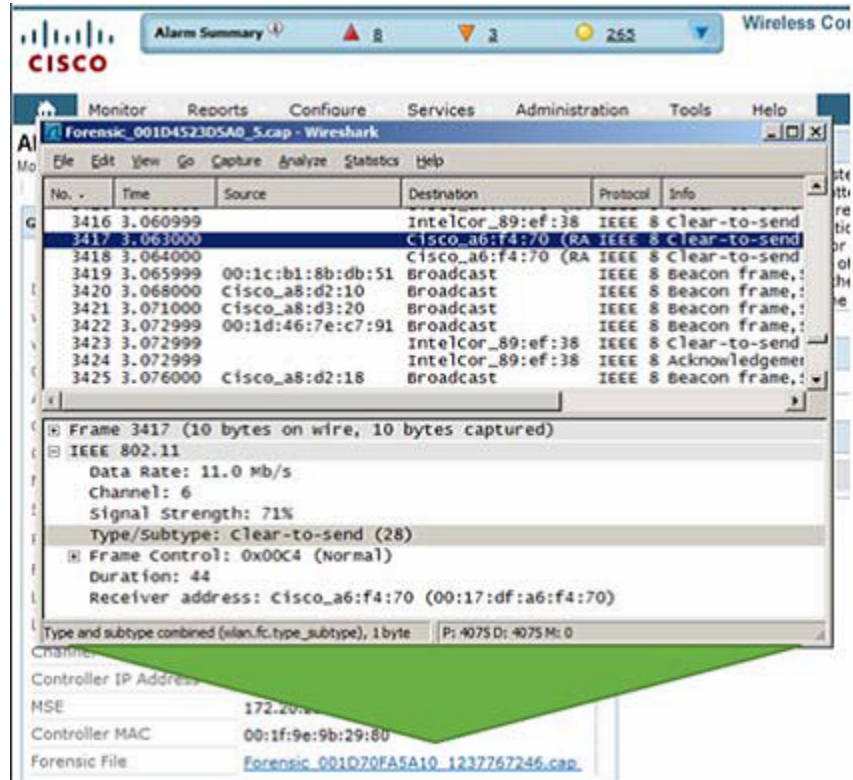 CISCO
Alarm Summary 8 3 265
Wireless Co
Monitor Reports Configure Services Administration Tools Help
Forensic_001D4523D5A0_5.cap - Wireshark
File Edit View Go Capture Analyze Statistics Help
No. - Time Source Destination Protocol Info
3416 3.060999 IntelCor_89:ef:38 IEEE 8 Clear-to-send
3417 3.063000 Cisco_a6:f4:70 (RA IEEE 8 Clear-to-send
3418 3.064000 Cisco_a6:f4:70 (RA IEEE 8 Clear-to-send
3419 3.065999 00:1c:b1:8b:db:51 Broadcast IEEE 8 Beacon frame,
3420 3.068000 Cisco_a8:d2:10 Broadcast IEEE 8 Beacon frame,
3421 3.071000 Cisco_a8:d3:20 Broadcast IEEE 8 Beacon frame,
3422 3.072999 00:1d:46:7e:c7:91 Broadcast IEEE 8 Beacon frame,
3423 3.072999 IntelCor_89:ef:38 IEEE 8 Clear-to-send
3424 3.072999 IntelCor_89:ef:38 IEEE 8 Acknowledgemen
3425 3.076000 Cisco_a8:d2:18 Broadcast IEEE 8 Beacon frame,
Frame 3417 (10 bytes on wire, 10 bytes captured)
IEEE 802.11
Data Rate: 11.0 Mb/s
Channel: 6
Signal Strength: 71%
Type/Subtype: Clear-to-send (28)
Frame Control: 0x00C4 (Normal)
Duration: 44
Receiver address: Cisco_a6:f4:70 (00:17:df:a6:f4:70)
Type and subtype combined (wlan.fc.type_subtype), 1 byte P: 4075 D: 4075 M: 0
Channel
Controller IP Address
MSE 172.20.
Controller MAC 00:1f:9e:9b:29:80
Forensic File Forensic_001D70FA5A10_1237767246.cap